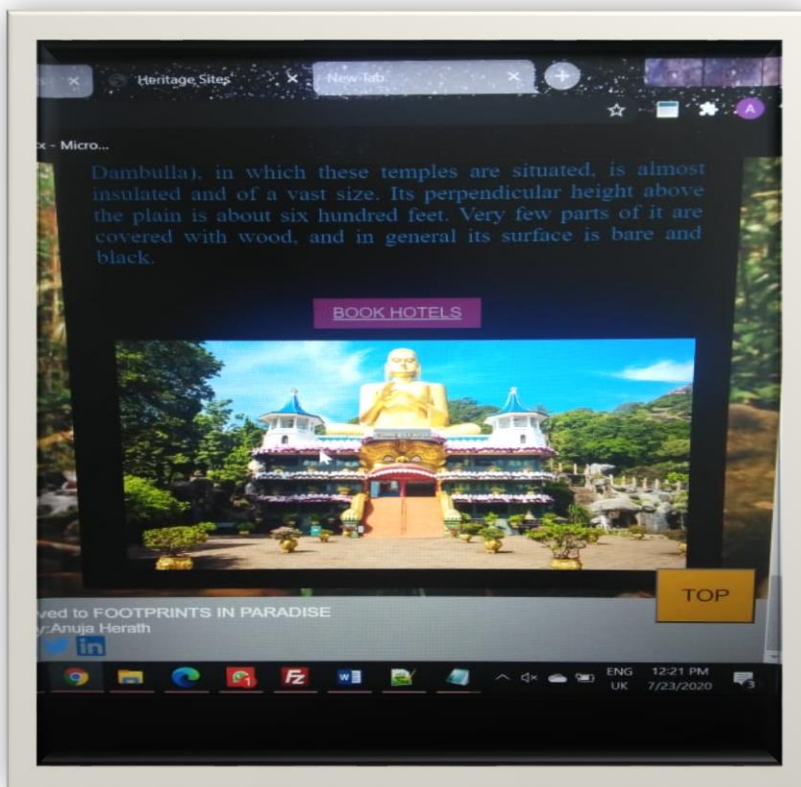 Heritage Sites
New Tab
A
x - Micro...
Dambulla), in which these temples are situated, is almost
insulated and of a vast size. Its perpendicular height above
the plain is about six hundred feet. Very few parts of it are
covered with wood, and in general its surface is bare and
black.
BOOK HOTELS
TOP
ved to FOOTPRINTS IN PARADISE
y:Anuja Herath
in
ENG 12:21 PM
UK 7/23/2020
3